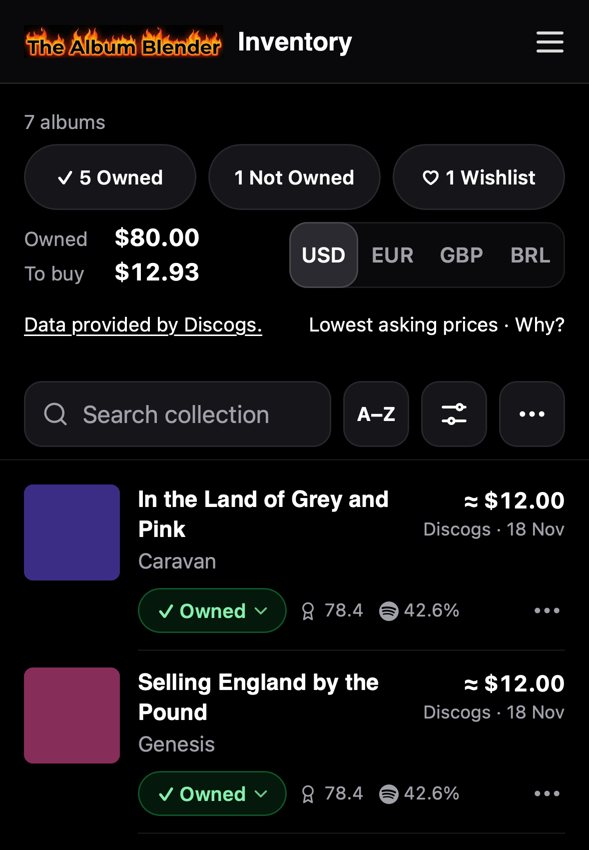 The Album Blender Inventory
7 albums
✓ 5 Owned 1 Not Owned ♡ 1 Wishlist
Owned $80.00
To buy $12.93
USD EUR GBP BRL
Data provided by Discogs. Lowest asking prices · Why?
Search collection A–Z
In the Land of Grey and ≈ $12.00
Pink Discogs · 18 Nov
Caravan
✓ Owned 78.4 42.6%
Selling England by the ≈ $12.00
Pound Discogs · 18 Nov
Genesis
✓ Owned 78.4 42.6%